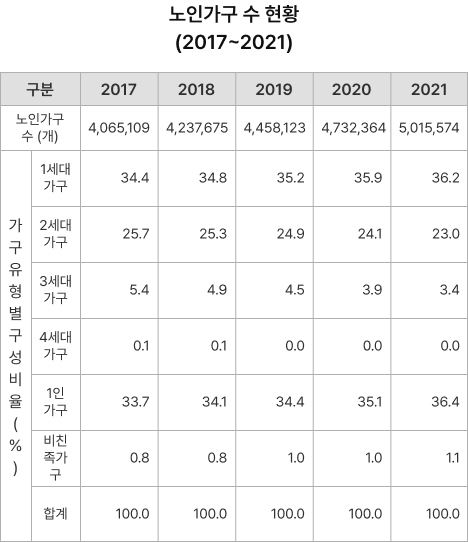 노인가구 수 현황
(2017~2021)
구분 2017 2018 2019 2020 2021
노인가구
수 (개) 4,065,109 4,237,675 4,458,123 4,732,364 5,015,574
가구유형별구성비율(%)
1세대
가구 34.4 34.8 35.2 35.9 36.2
2세대
가구 25.7 25.3 24.9 24.1 23.0
3세대
가구 5.4 4.9 4.5 3.9 3.4
4세대
가구 0.1 0.1 0.0 0.0 0.0
1인
가구 33.7 34.1 34.4 35.1 36.4
비친
족가
구 0.8 0.8 1.0 1.0 1.1
합계 100.0 100.0 100.0 100.0 100.0